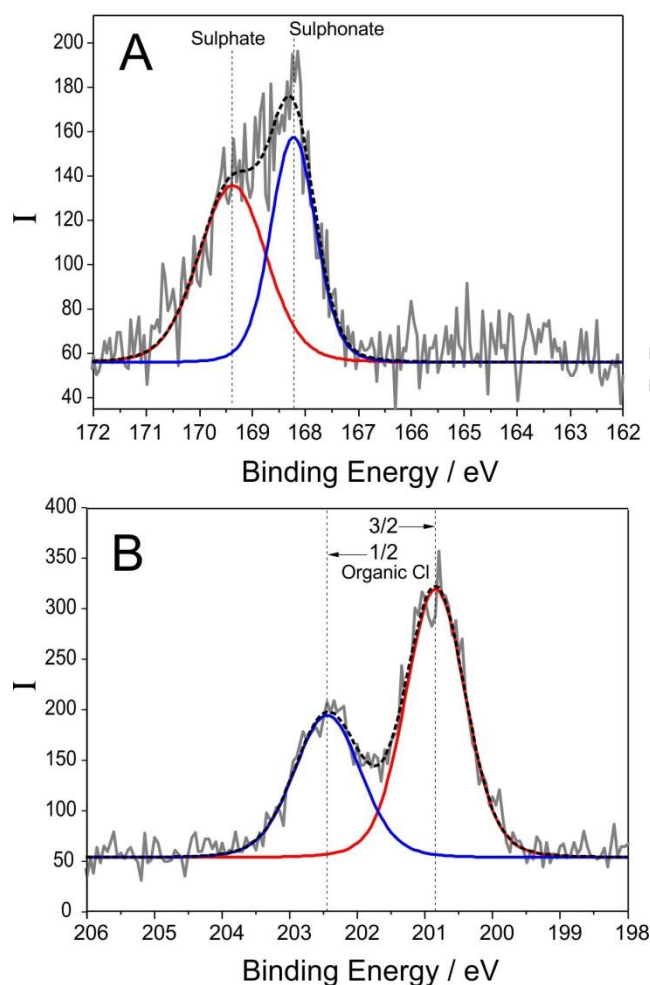 A
Sulphate
Sulphonate
200
180
160
140
120
100
80
60
40
I
172 171 170 169 168 167 166 165 164 163 162
Binding Energy / eV
B
3/2
1/2
Organic Cl
400
350
300
250
200
150
100
50
0
I
206 205 204 203 202 201 200 199 198
Binding Energy / eV